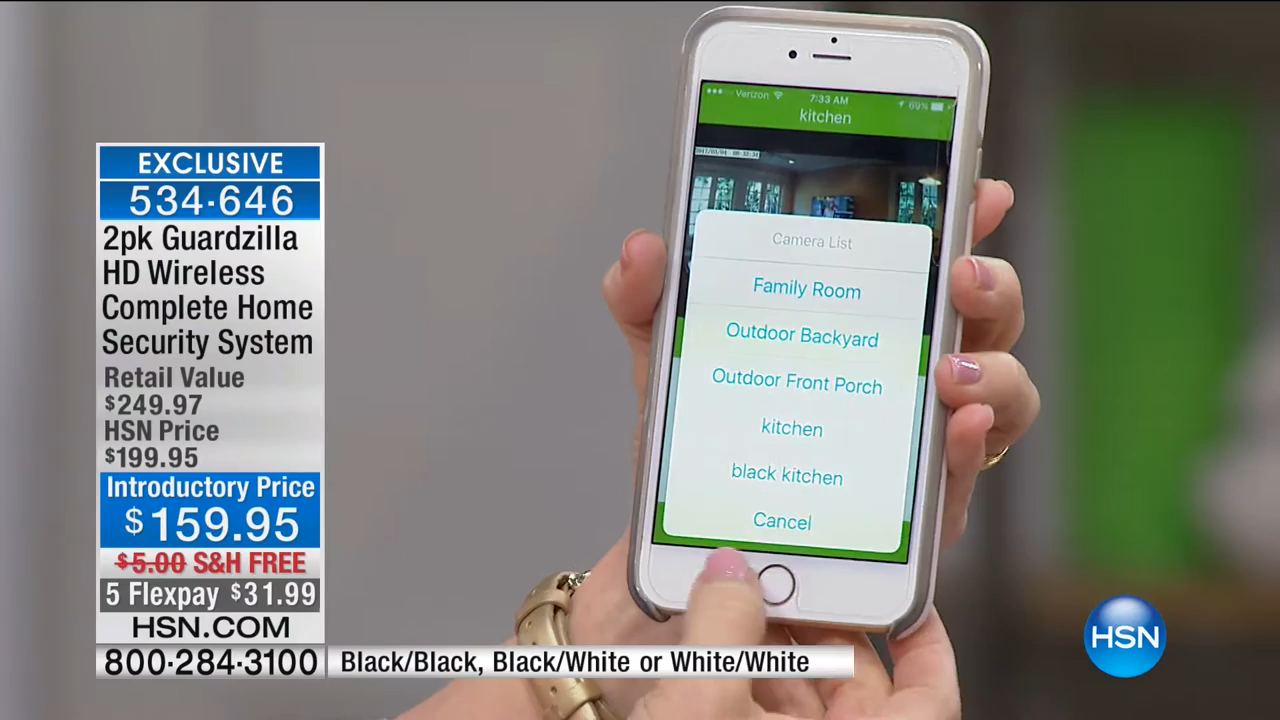 EXCLUSIVE
534-646
2pk Guardzilla
HD Wireless
Complete Home
Security System
Retail Value
$249.97
HSN Price
$199.95
Introductory Price
$159.95
$5.00 S&H FREE
5 Flexpay $31.99
HSN.COM
800-284-3100
Black/Black, Black/White or White/White
Verizon 7:33 AM 69%
kitchen
Camera List
Family Room
Outdoor Backyard
Outdoor Front Porch
kitchen
black kitchen
Cancel
HSN